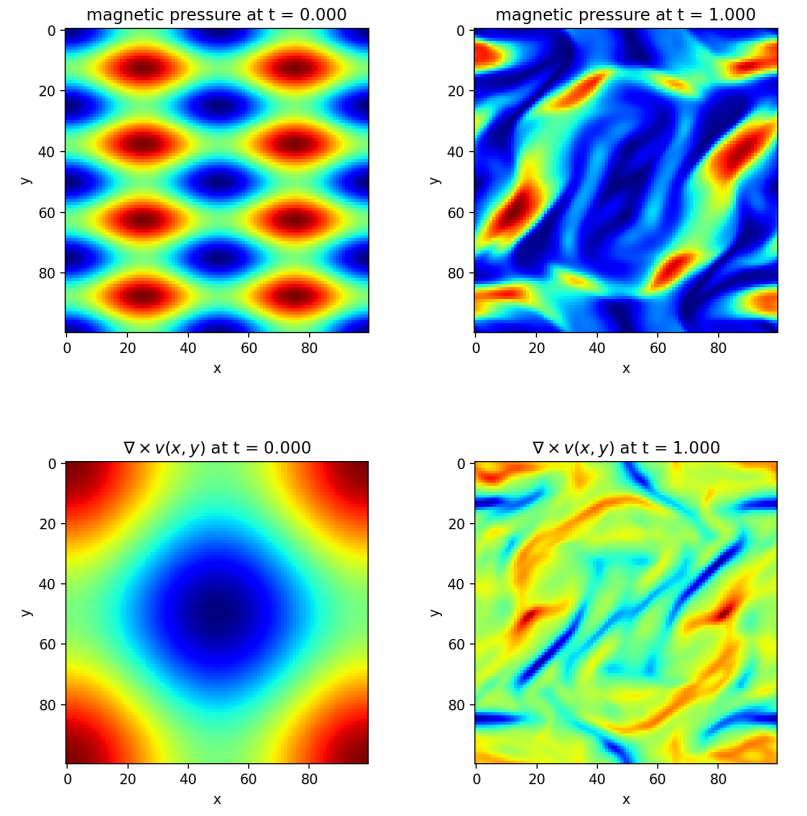 magnetic pressure at t = 0.000
0
20
40
60
80
y
0 20 40 60 80
x
magnetic pressure at t = 1.000
0
20
40
60
80
y
0 20 40 60 80
x
∇ × v(x, y) at t = 0.000
0
20
40
60
80
y
0 20 40 60 80
x
∇ × v(x, y) at t = 1.000
0
20
40
60
80
y
0 20 40 60 80
x